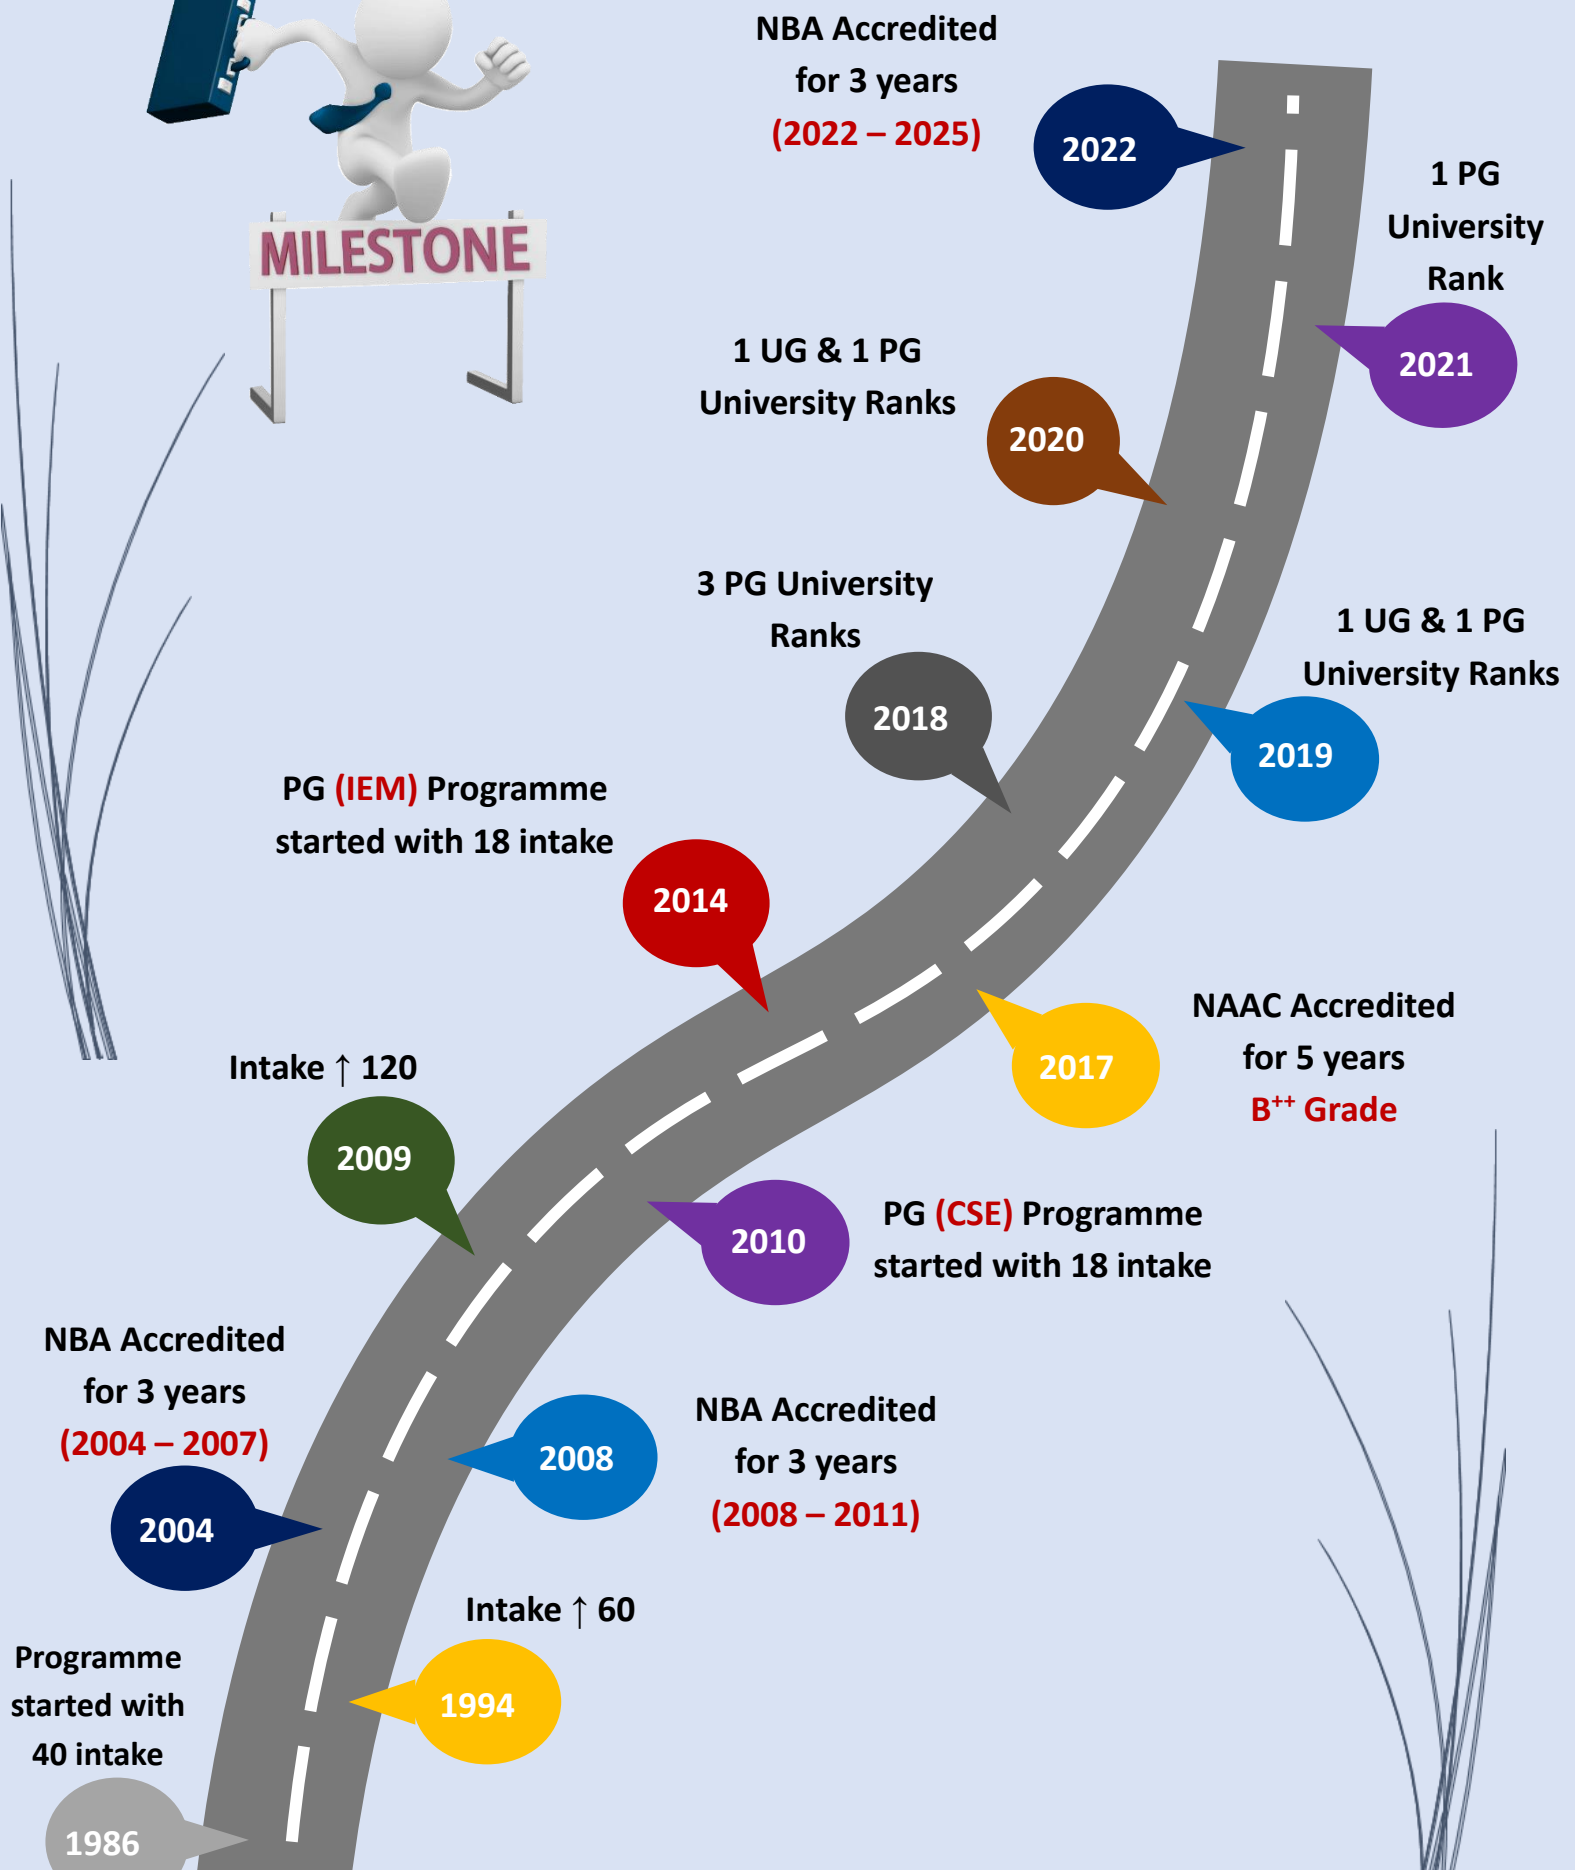 NBA Accredited
for 3 years
(2022 – 2025)
2022
1 PG
University
Rank
2021
MILESTONE
1 UG & 1 PG
University Ranks
2020
3 PG University
Ranks
2018
1 UG & 1 PG
University Ranks
2019
PG (IEM) Programme
started with 18 intake
2014
NAAC Accredited
for 5 years
B++ Grade
2017
Intake ↑ 120
2009
PG (CSE) Programme
started with 18 intake
2010
NBA Accredited
for 3 years
(2004 – 2007)
2004
NBA Accredited
for 3 years
(2008 – 2011)
2008
Intake ↑ 60
1994
Programme
started with
40 intake
1986